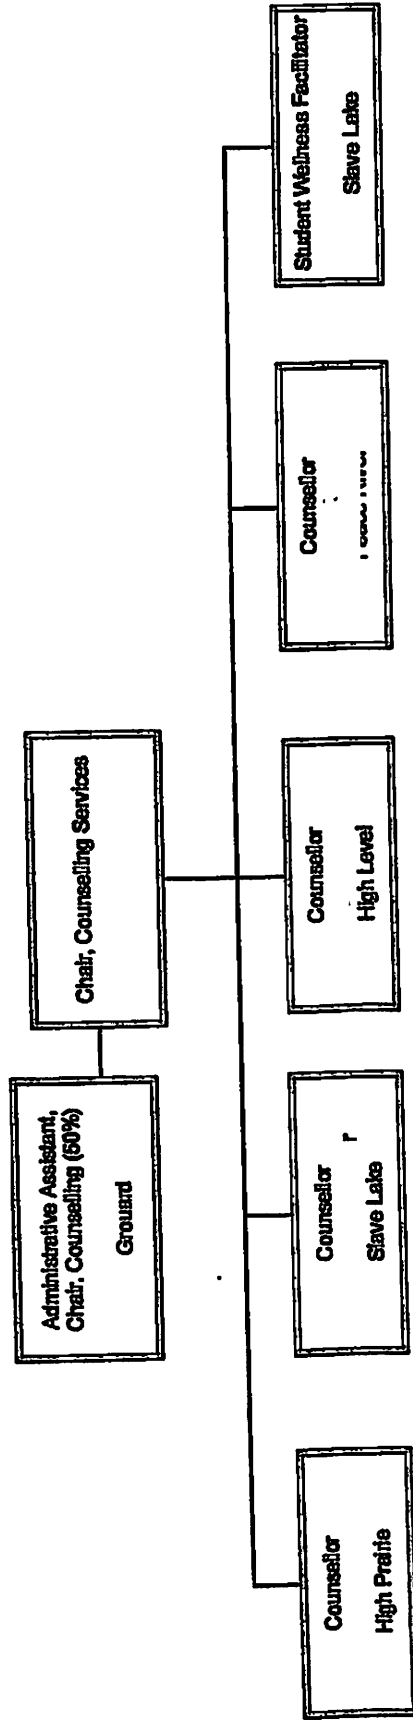 Administrative Assistant,
Chair, Counselling (50%)
Grouard
Chair, Counselling Services
Counsellor
High Prairie
Counsellor
Slave Lake
Counsellor
High Level
Counsellor
Student Wellness Facilitator
Slave Lake